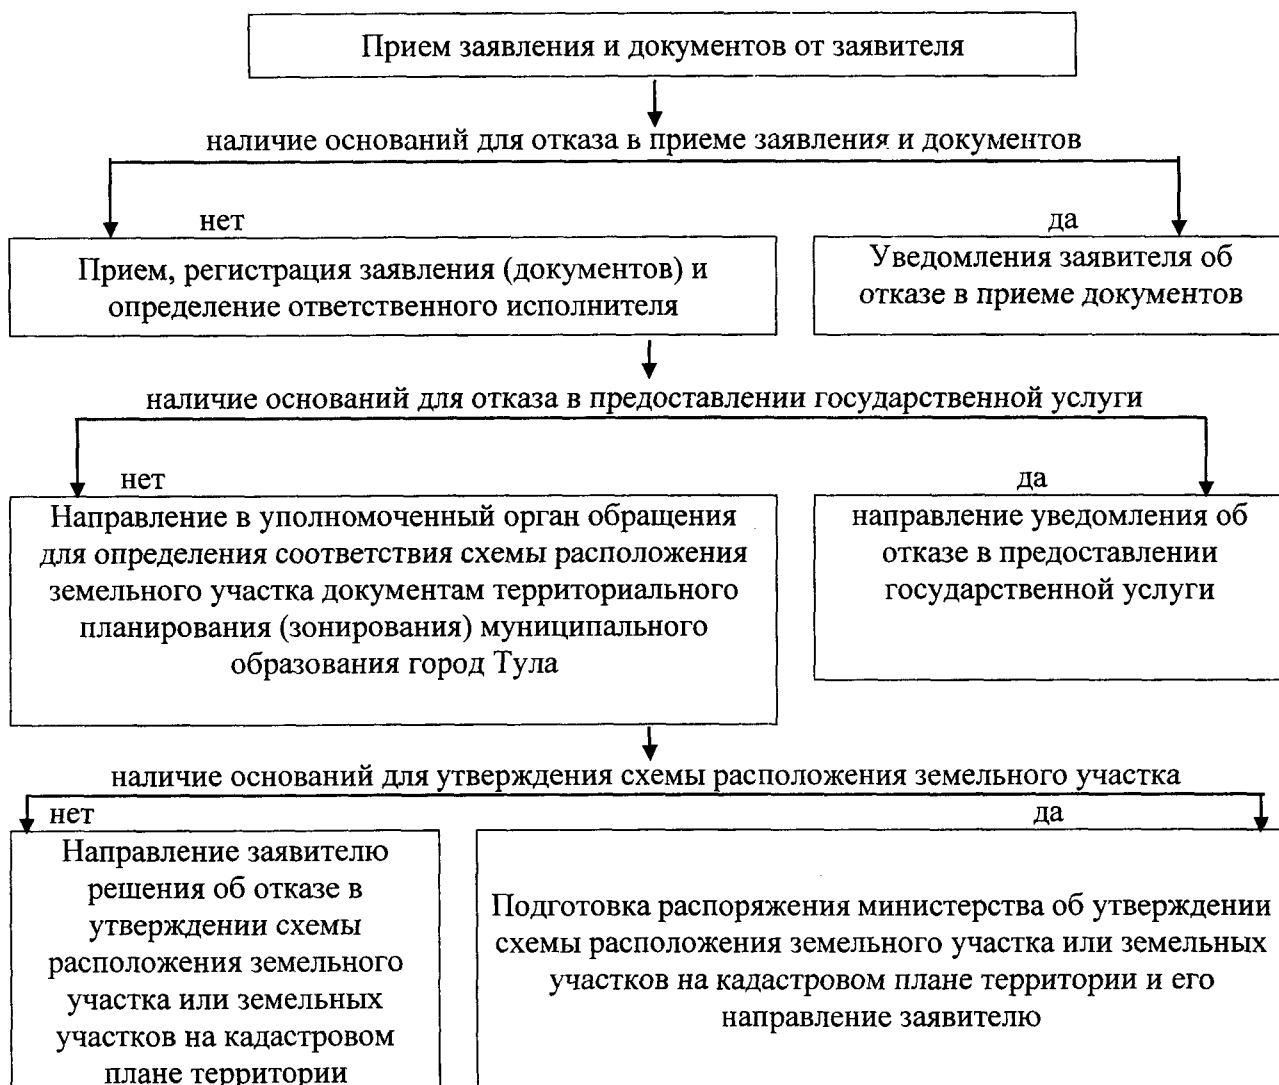 Прием заявления и документов от заявителя
наличие оснований для отказа в приеме заявления и документов
нет
да
Прием, регистрация заявления (документов) и
определение ответственного исполнителя
Уведомления заявителя об
отказе в приеме документов
наличие оснований для отказа в предоставлении государственной услуги
нет
да
Направление в уполномоченный орган обращения
для определения соответствия схемы расположения
земельного участка документам территориального
планирования (зонирования) муниципального
образования город Тула
направление уведомления об
отказе в предоставлении
государственной услуги
наличие оснований для утверждения схемы расположения земельного участка
нет
да
Направление заявителю
решения об отказе в
утверждении схемы
расположения земельного
участка или земельных
участков на кадастровом
плане территории
Подготовка распоряжения министерства об утверждении
схемы расположения земельного участка или земельных
участков на кадастровом плане территории и его
направление заявителю